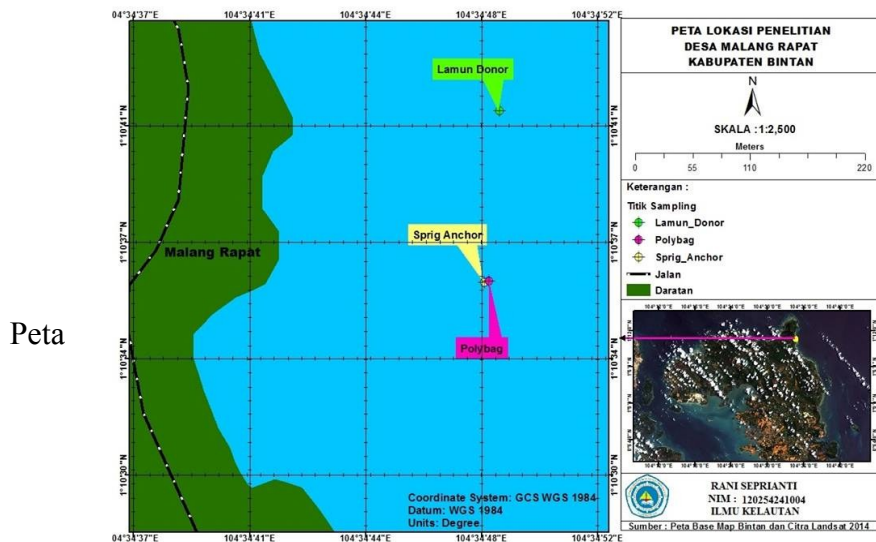 Peta
04°34'37" 104°34'41" 104°34'44" 104°34'48" 104°34'52"
Lamun Donor
1°10'41"N 1°10'41"N
Sprig Anchor
1°10'37"N 1°10'37"N
Malang Rapat
Polybag
1°10'34"N 1°10'34"N
1°10'30"N 1°10'30"N
Coordinate System: GCS WGS 1984
Datum: WGS 1984
Units: Degree
04°34'37" 104°34'41" 104°34'44" 104°34'48" 104°34'52"
PETA LOKASI PENELITIAN
DESA MALANG RAPAT
KABUPATEN BINTAN
N
SKALA :1:2,500
Meters
0 55 110 220
Keterangan :
Titik Sampling
Lamun_Donor
Polybag
Sprig_Anchor
Jalan
Daratan
RANI SEPRIANTI
NIM : 120254241004
ILMU KELAUTAN
Sumber : Peta Base Map Bintan dan Citra Landsat 2014